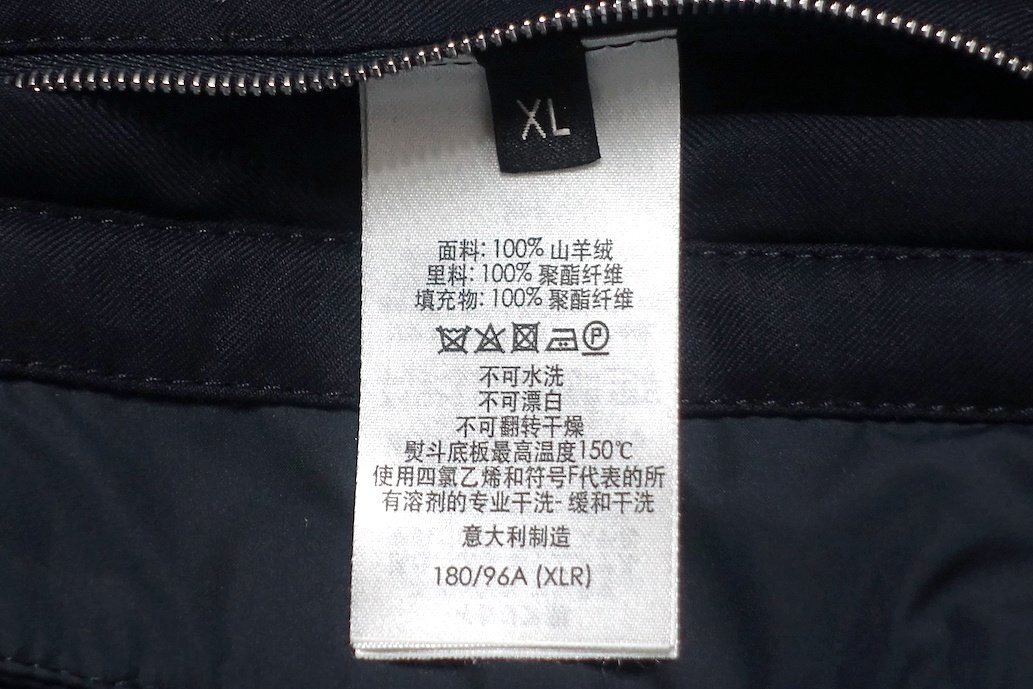 XL
面料: 100% 山羊绒
里料: 100% 聚酯纤维
填充物: 100% 聚酯纤维
P
不可水洗
不可漂白
不可翻转干燥
熨斗底板最高温度150℃
使用四氯乙烯和符号F代表的所
有溶剂的专业干洗- 缓和干洗
意大利制造
180/96A (XLR)